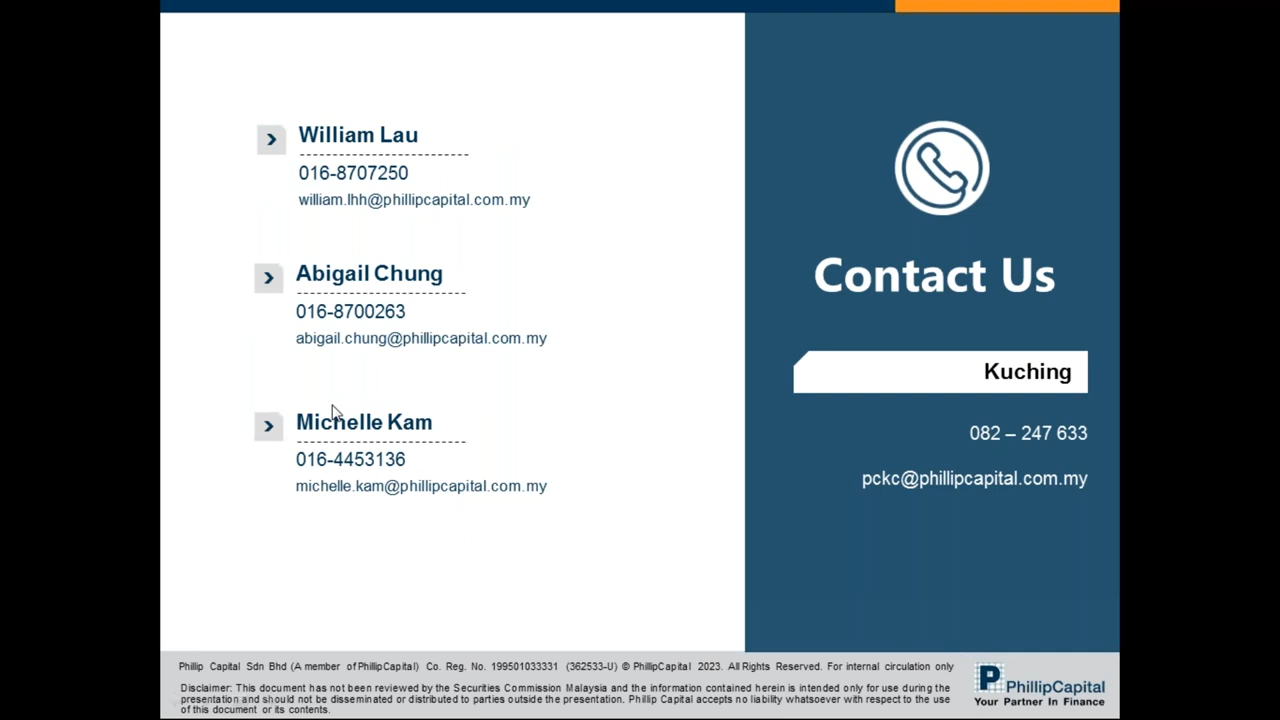 William Lau
016-8707250
william.lhh@phillipcapital.com.my
Abigail Chung
016-8700263
abigail.chung@phillipcapital.com.my
Michelle Kam
016-4453136
michelle.kam@phillipcapital.com.my
Contact Us
Kuching
082 – 247 633
pckc@phillipcapital.com.my
Phillip Capital Sdn Bhd (A member of PhillipCapital) Co. Reg. No. 199501033331 (362533-U) © PhillipCapital 2023. All Rights Reserved. For internal circulation only
Disclaimer: This document has not been reviewed by the Securities Commission Malaysia and the information contained herein is intended only for use during the
presentation and should not be disseminated or distributed to parties outside the presentation. Phillip Capital accepts no liability whatsoever with respect to the use
of this document or its contents.
PhillipCapital
Your Partner In Finance